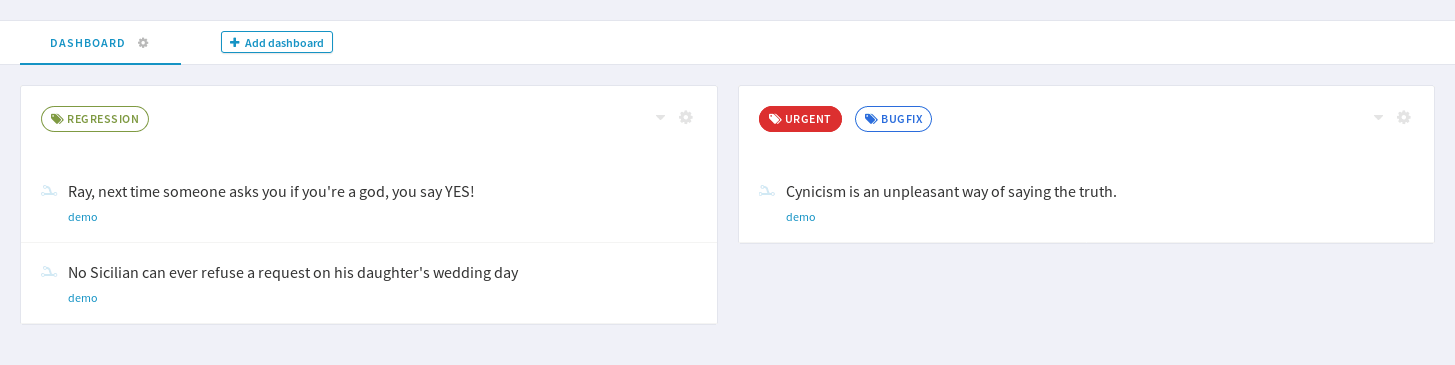 DASHBOARD
Add dashboard
REGRESSION
Ray, next time someone asks you if you're a god, you say YES!
demo
No Sicilian can ever refuse a request on his daughter's wedding day
demo
URGENT BUGFIX
Cynicism is an unpleasant way of saying the truth.
demo